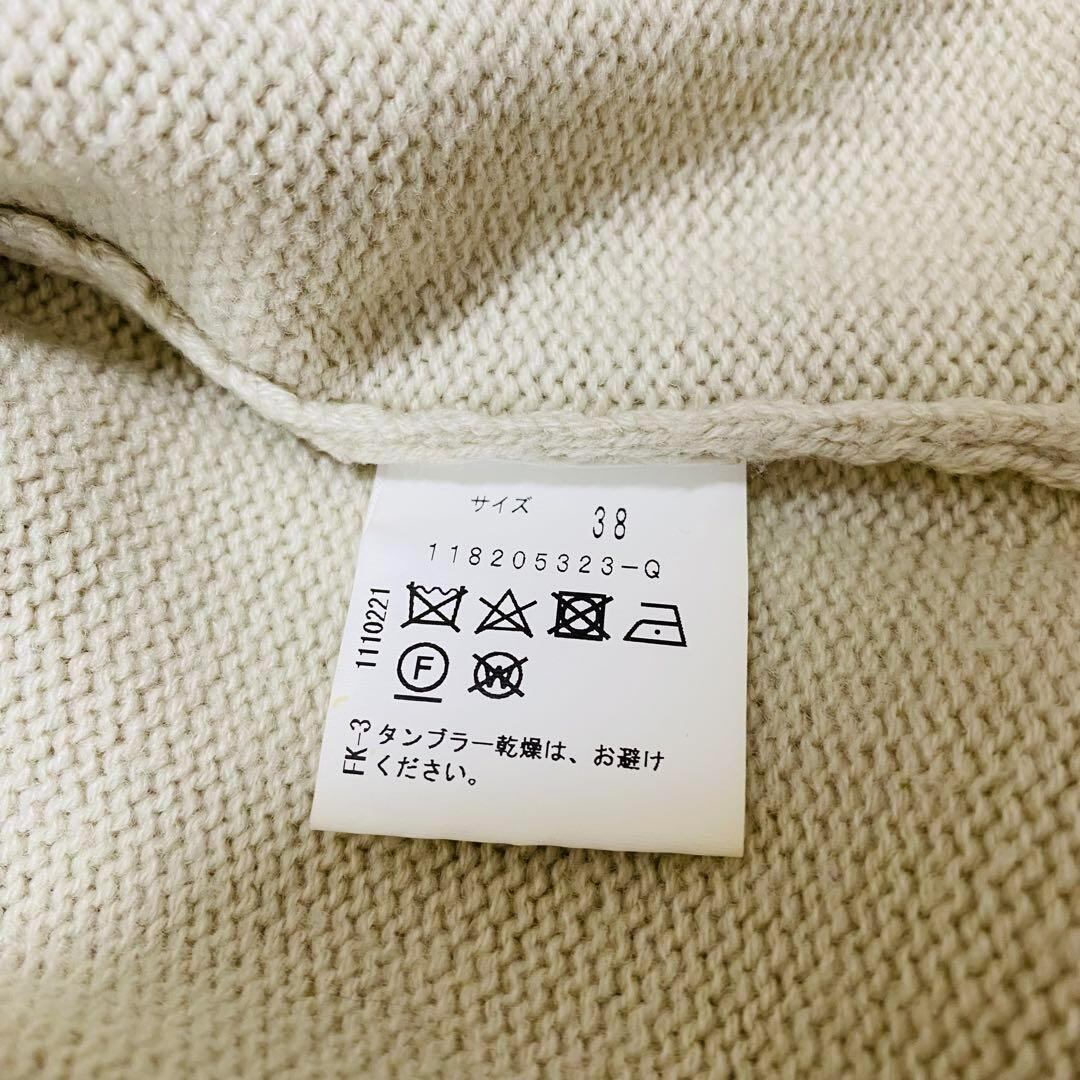 サイズ 38
118205323-Q
1110221
F W
FK-3
タンブラー乾燥は、お避け
ください。